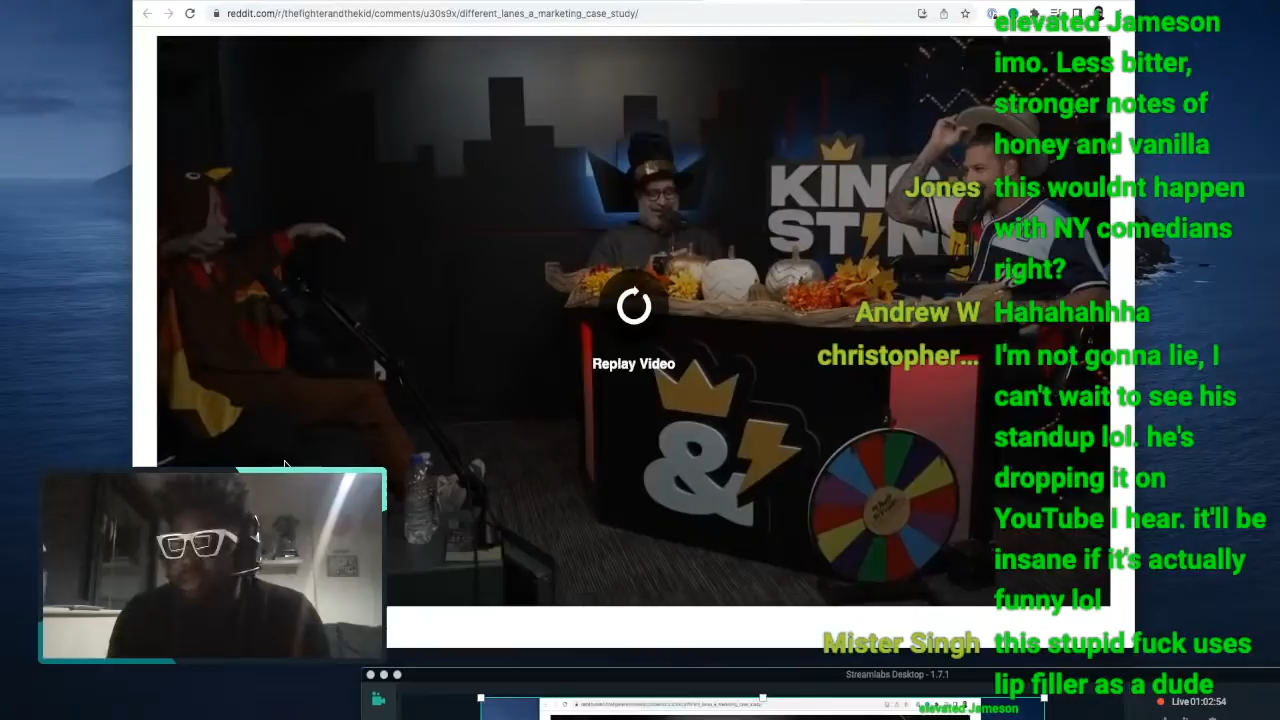 reddit.com/r/thefighterandthekid/comments/u30s9x/different_lanes_a_marketing_case_study/
elevated Jameson
imo. Less bitter,
stronger notes of
honey and vanilla
Jones this wouldnt happen
with NY comedians
right?
Andrew W Hahahahhha
christopher... I'm not gonna lie, I
can't wait to see his
standup lol. he's
dropping it on
YouTube I hear. it'll be
insane if it's actually
funny lol
Mister Singh this stupid fuck uses
lip filler as a dude
KING
STING
&
Replay Video
Streamlabs Desktop - 1.7.1
Live 01:02:54
elevated Jameson